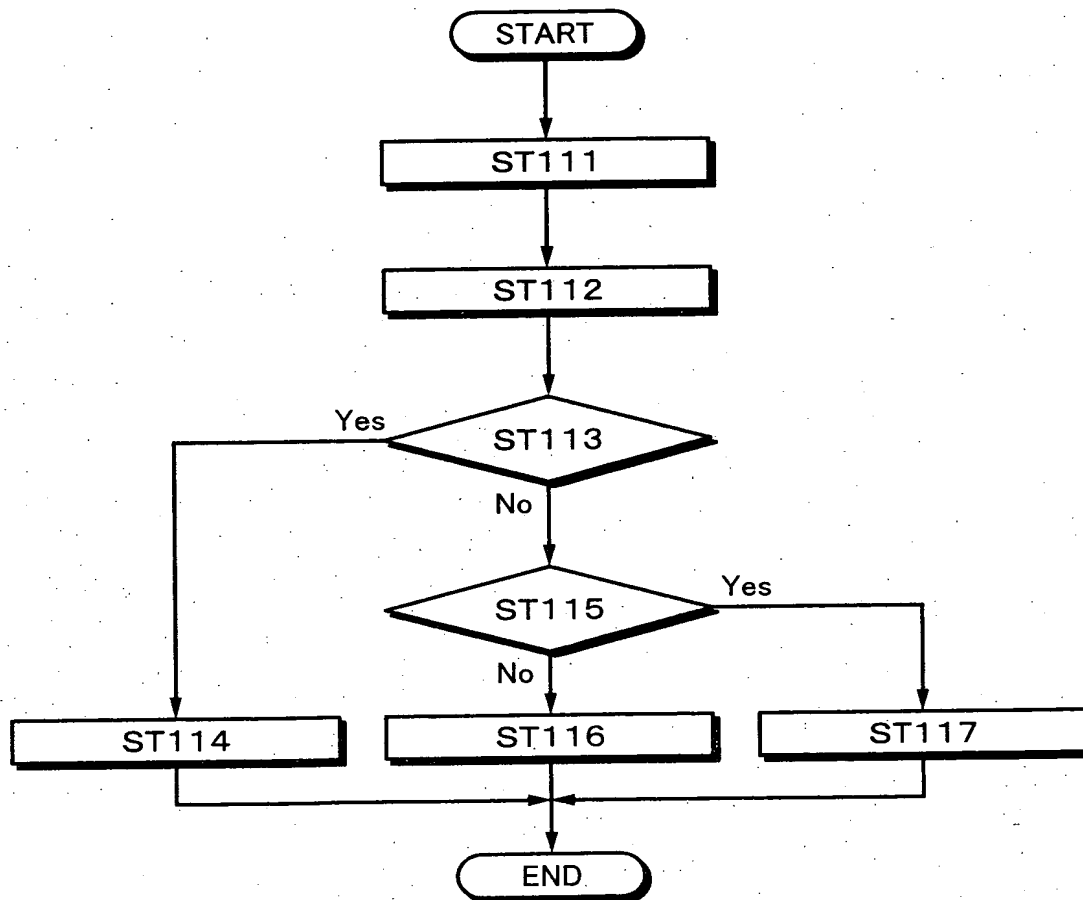 START
ST111
ST112
Yes
ST113
No
Yes
ST115
No
ST114
ST116
ST117
END